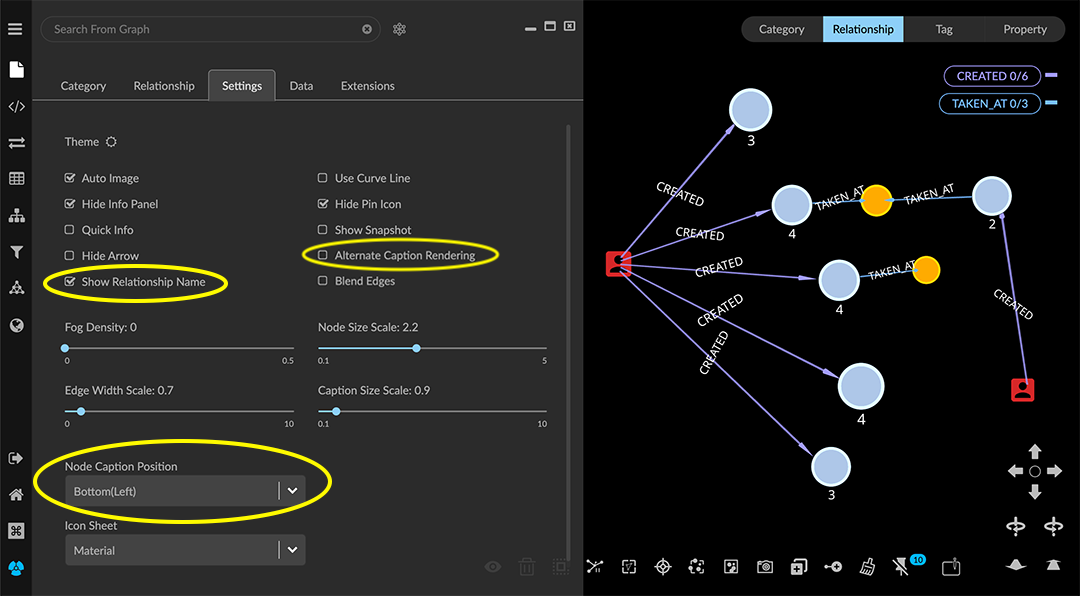 Search From Graph
Category Relationship Settings Data Extensions
Theme
Auto Image
Use Curve Line
Hide Info Panel
Hide Pin Icon
Quick Info
Show Snapshot
Hide Arrow
Alternate Caption Rendering
Show Relationship Name
Blend Edges
Fog Density: 0
0 0.5
Node Size Scale: 2.2
0.1 5
Edge Width Scale: 0.7
0 10
Caption Size Scale: 0.9
0.1 10
Node Caption Position
Bottom(Left)
Icon Sheet
Material
Category Relationship Tag Property
CREATED 0/6
TAKEN_AT 0/3
3
CREATED
TAKEN_AT
TAKEN_AT
4
2
CREATED
CREATED
TAKEN_AT
4
CREATED
CREATED
CREATED
4
3
10